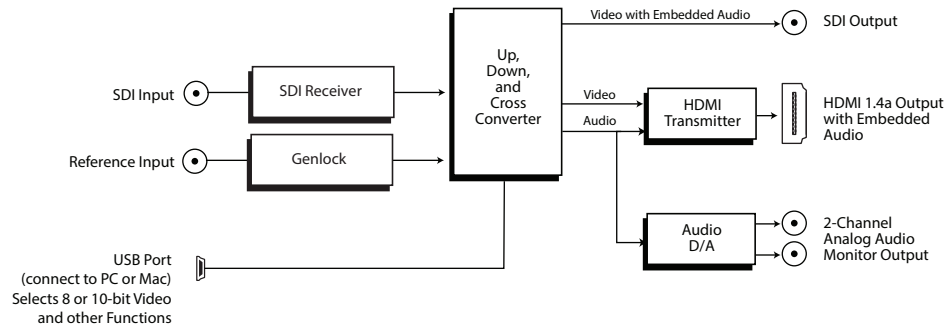 Video with Embedded Audio
SDI Output
Up,
Down,
and
Cross
Converter
SDI Input
SDI Receiver
Video
HDMI
Transmitter
HDMI 1.4a Output
with Embedded
Audio
Audio
Reference Input
Genlock
Audio
D/A
2-Channel
Analog Audio
Monitor Output
USB Port
(connect to PC or Mac)
Selects 8 or 10-bit Video
and other Functions